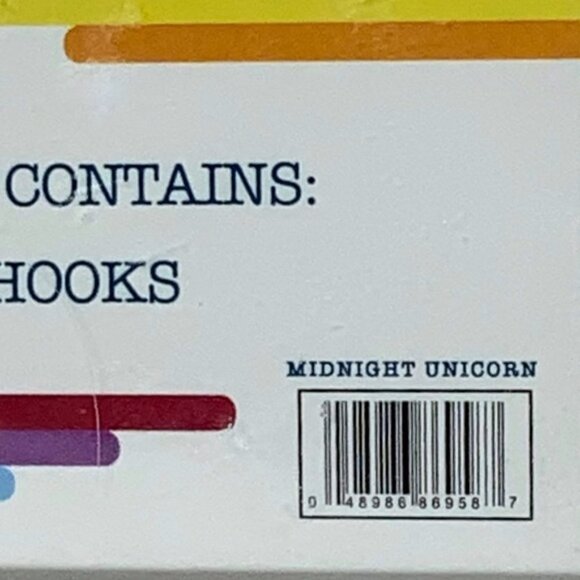 CONTAINS:
HOOKS
MIDNIGHT UNICORN
0 48986 86958 7